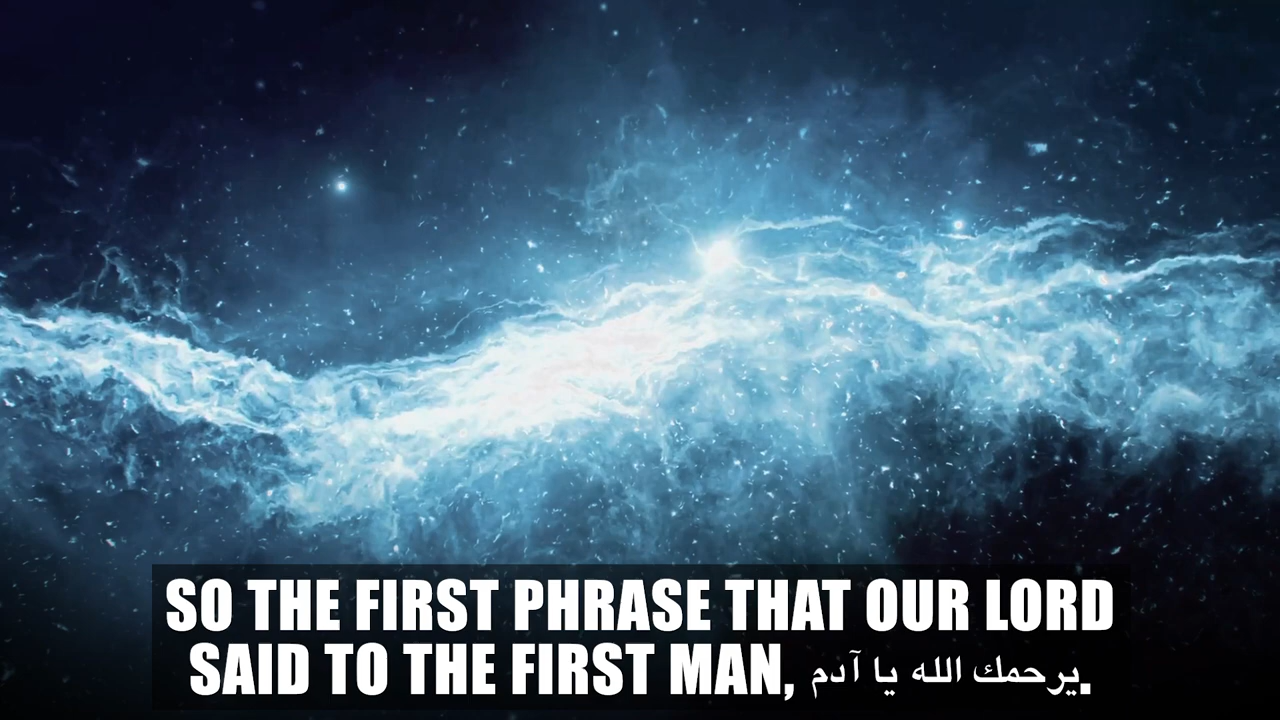 SO THE FIRST PHRASE THAT OUR LORD
SAID TO THE FIRST MAN, يرحمك الله يا آدم.